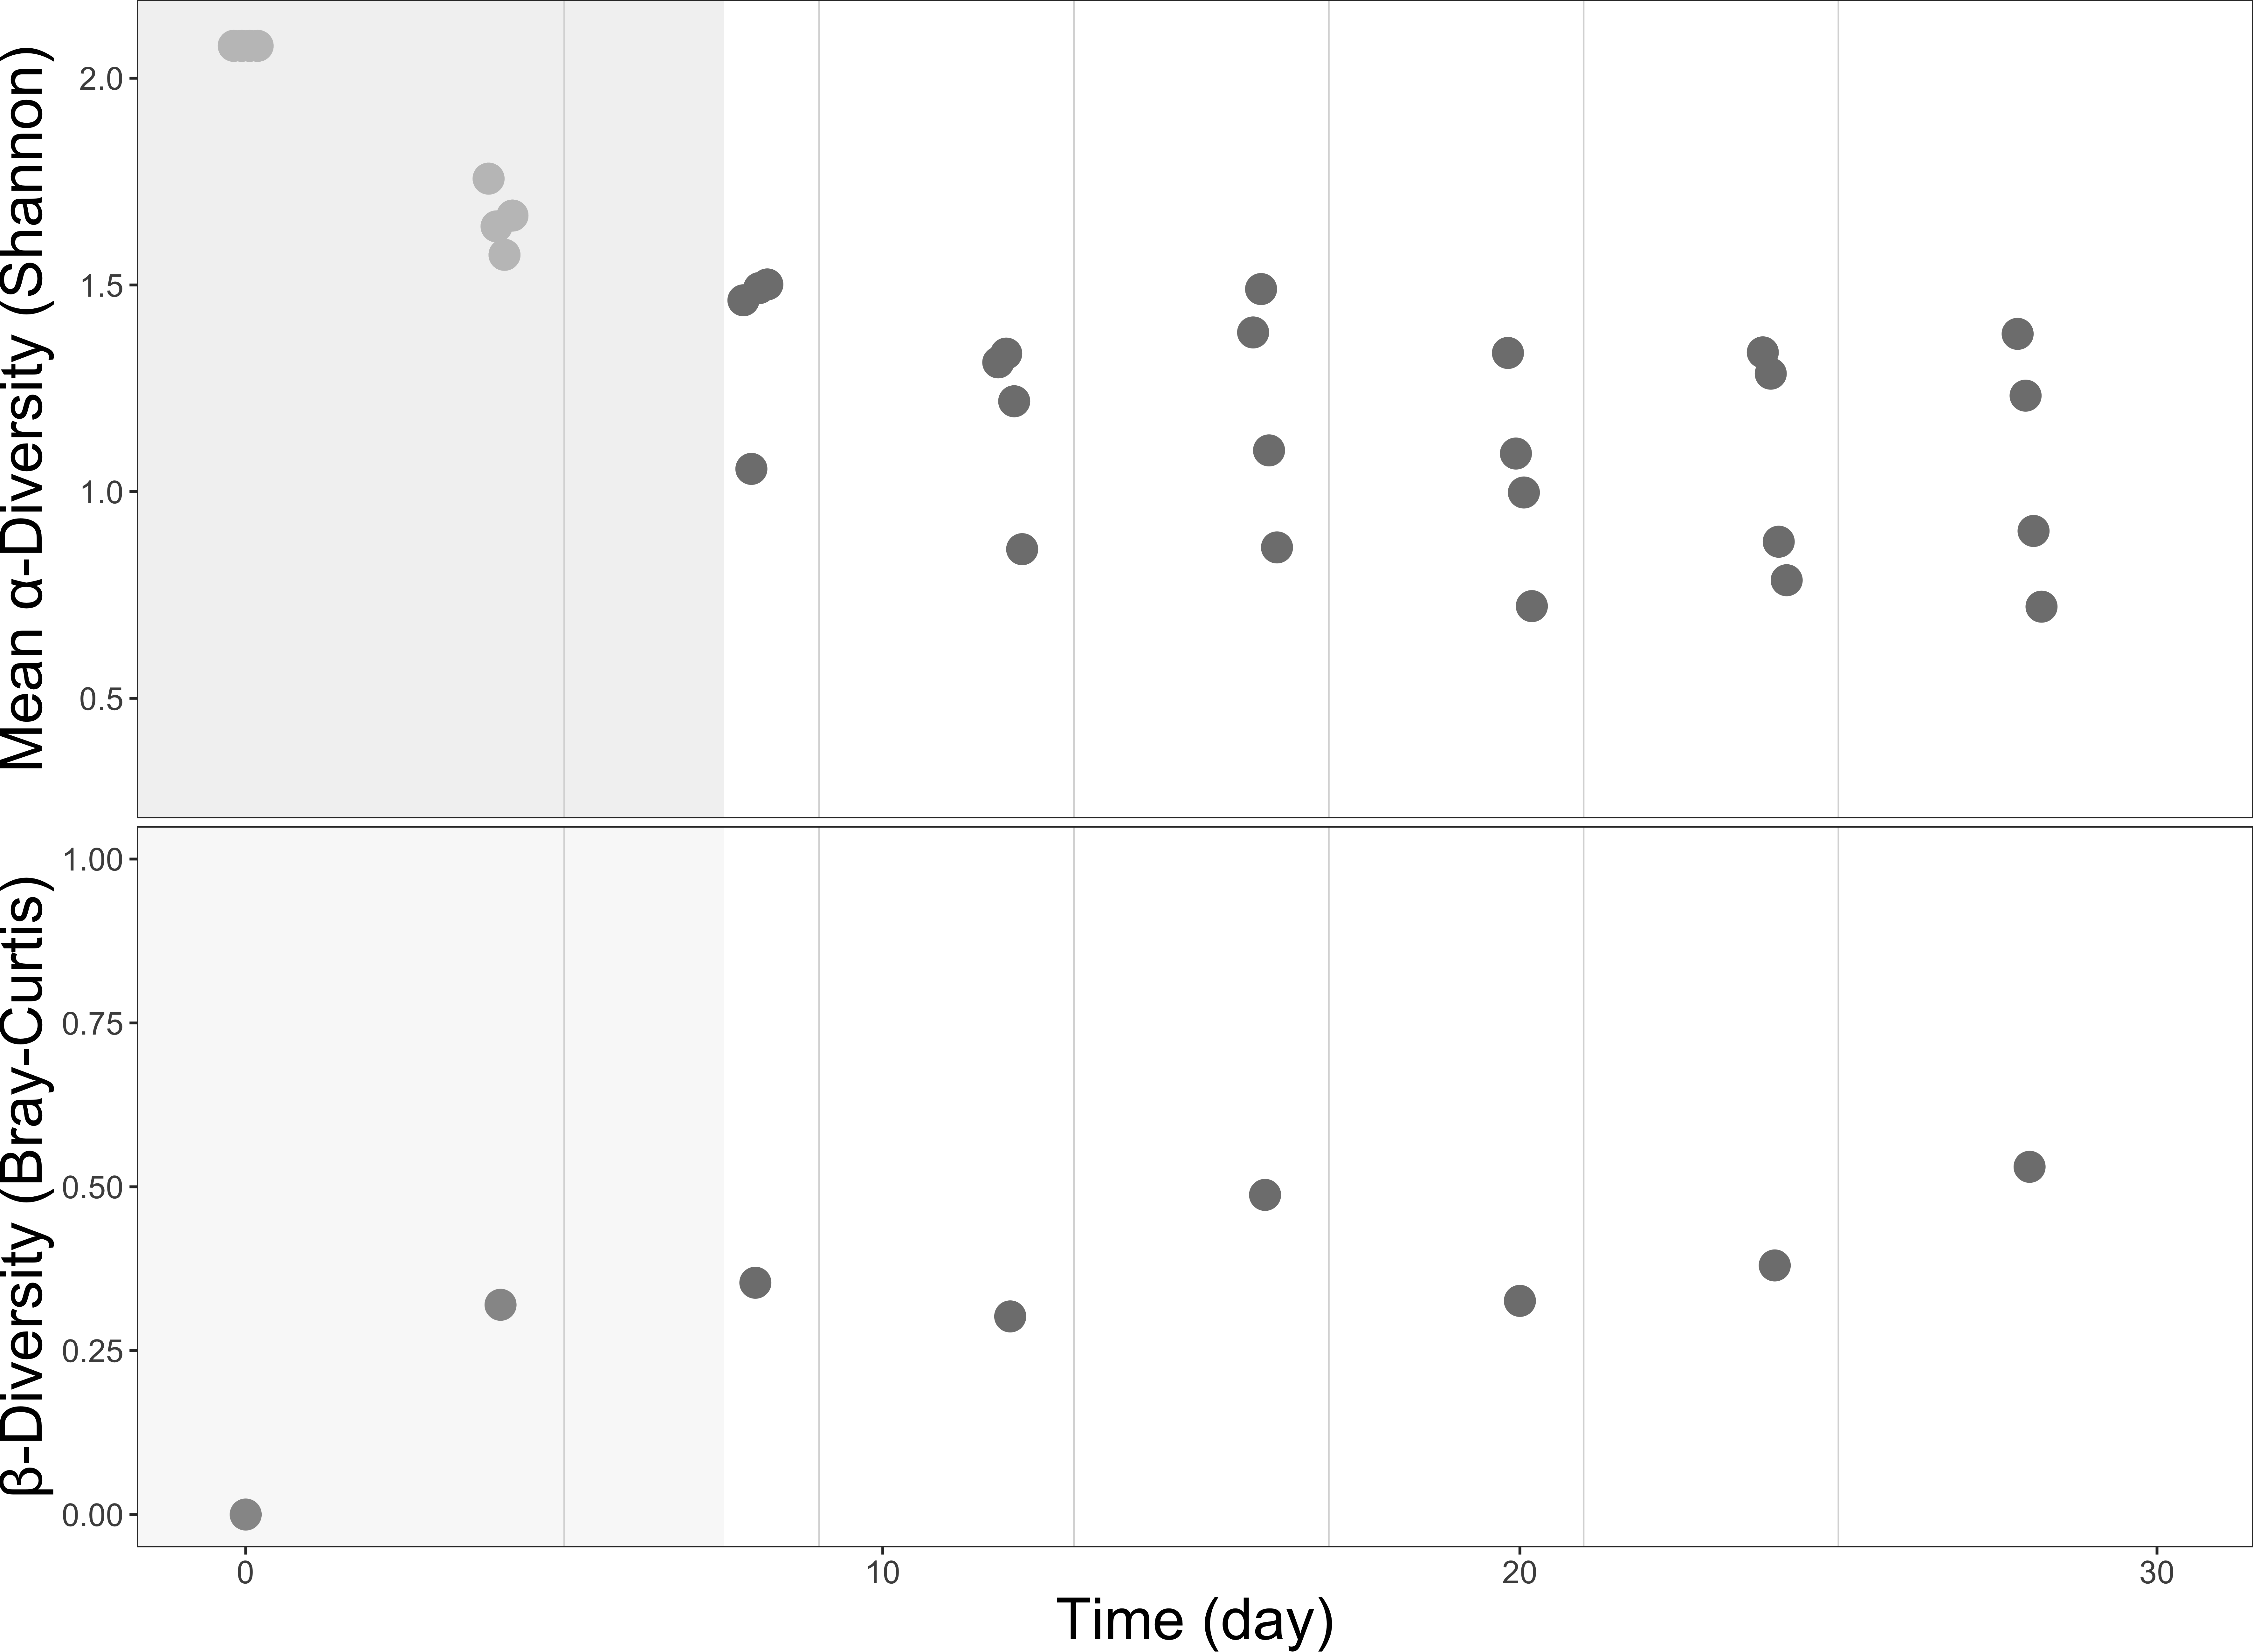 Mean α-Diversity (Shannon)
2.0
1.5
1.0
0.5
β-Diversity (Bray-Curtis)
1.00
0.75
0.50
0.25
0.00
0 10 20 30
Time (day)